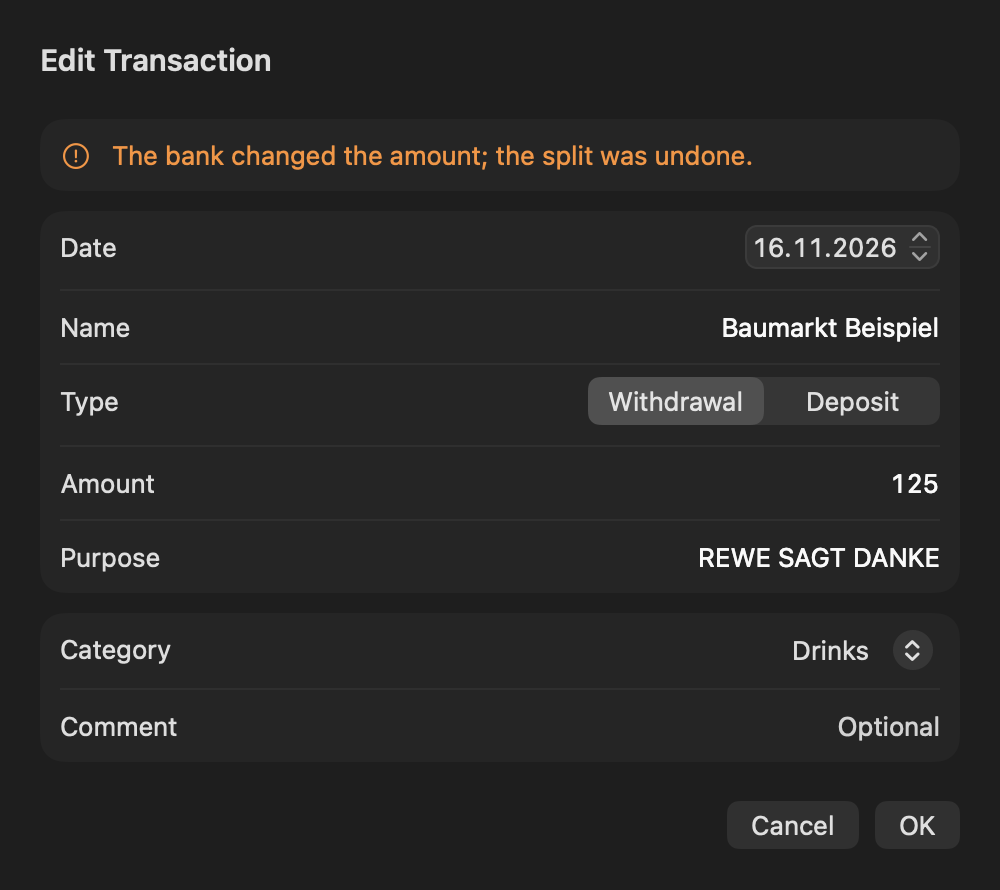 Edit Transaction
The bank changed the amount; the split was undone.
Date 16.11.2026
Name Baumarkt Beispiel
Type Withdrawal Deposit
Amount 125
Purpose REWE SAGT DANKE
Category Drinks
Comment Optional
Cancel OK